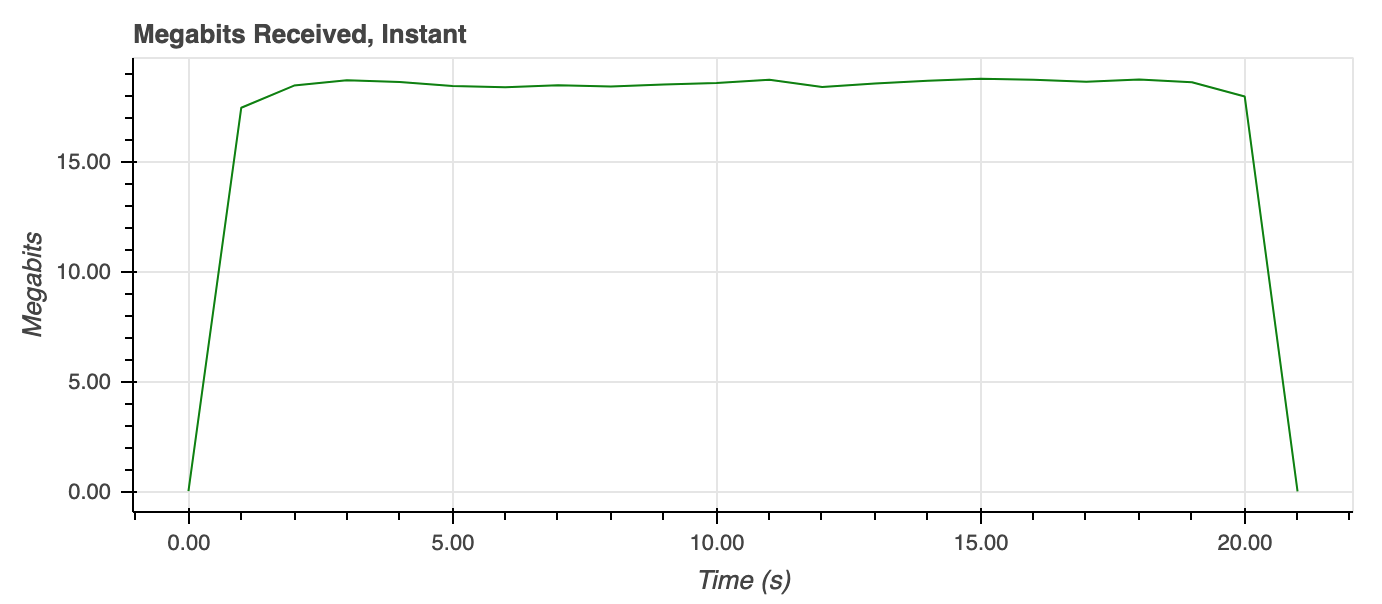 Megabits Received, Instant
Megabits
15.00
10.00
5.00
0.00
0.00 5.00 10.00 15.00 20.00
Time (s)